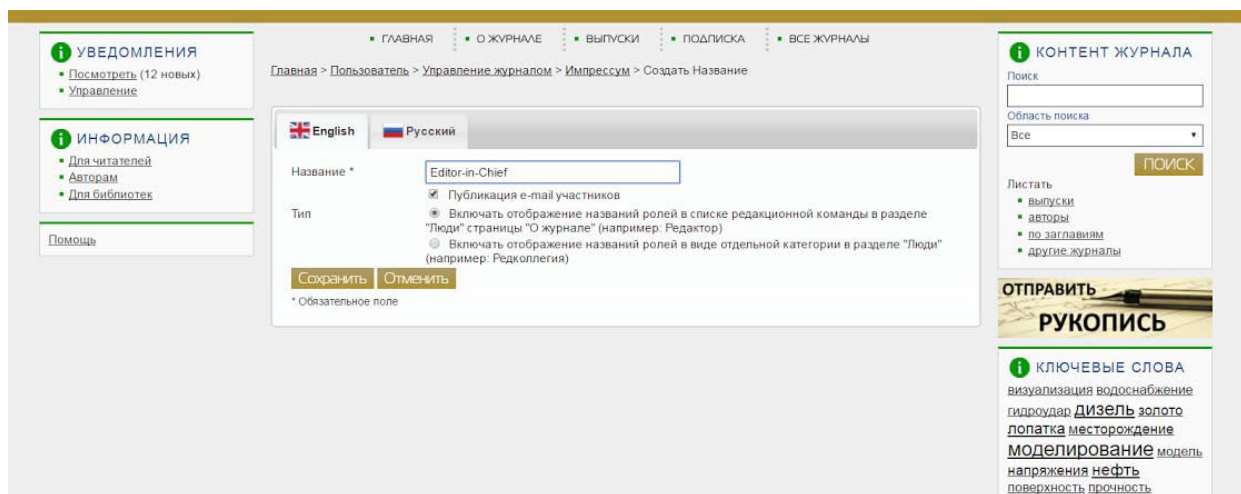 УВЕДОМЛЕНИЯ
Посмотреть (12 новых)
Управление
ИНФОРМАЦИЯ
Для читателей
Авторам
Для библиотек
Помощь
ГЛАВНАЯ
О ЖУРНАЛЕ
ВЫПУСКИ
ПОДПИСКА
ВСЕ ЖУРНАЛЫ
Главная > Пользователь > Управление журналом > Импрессум > Создать Название
English
Русский
Название *
Editor-in-Chief
Публикация e-mail участников
Тип
Включать отображение названий ролей в списке редакционной команды в разделе
"Люди" страницы "О журнале" (например: Редактор)
Включать отображение названий ролей в виде отдельной категории в разделе "Люди"
(например: Редколлегия)
Сохранить
Отменить
* Обязательное поле
КОНТЕНТ ЖУРНАЛА
Поиск
Область поиска
Все
ПОИСК
Листать
выпуски
авторы
по заглавиям
другие журналы
ОТПРАВИТЬ
РУКОПИСЬ
КЛЮЧЕВЫЕ СЛОВА
визуализация водоснабжение
гидроудар дизель золото
лопатка месторождение
моделирование модель
напряжения нефть
поверхность прочность